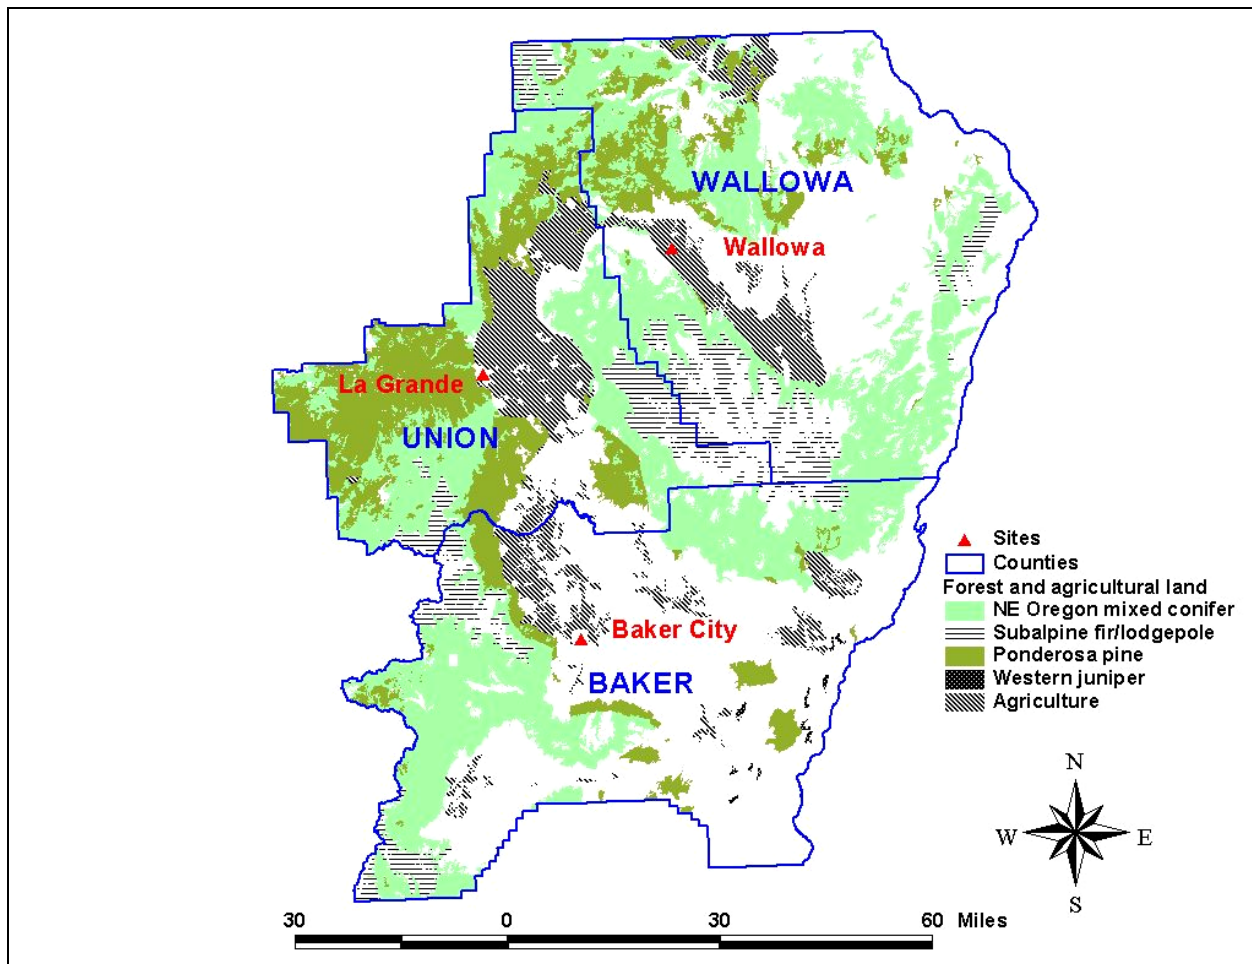 WALLOWA
Wallowa
La Grande
UNION
Sites
Counties
Forest and agricultural land
NE Oregon mixed conifer
Subalpine fir/lodgepole
Ponderosa pine
Western juniper
Agriculture
Baker City
BAKER
N
W E
S
30 0 30 60 Miles